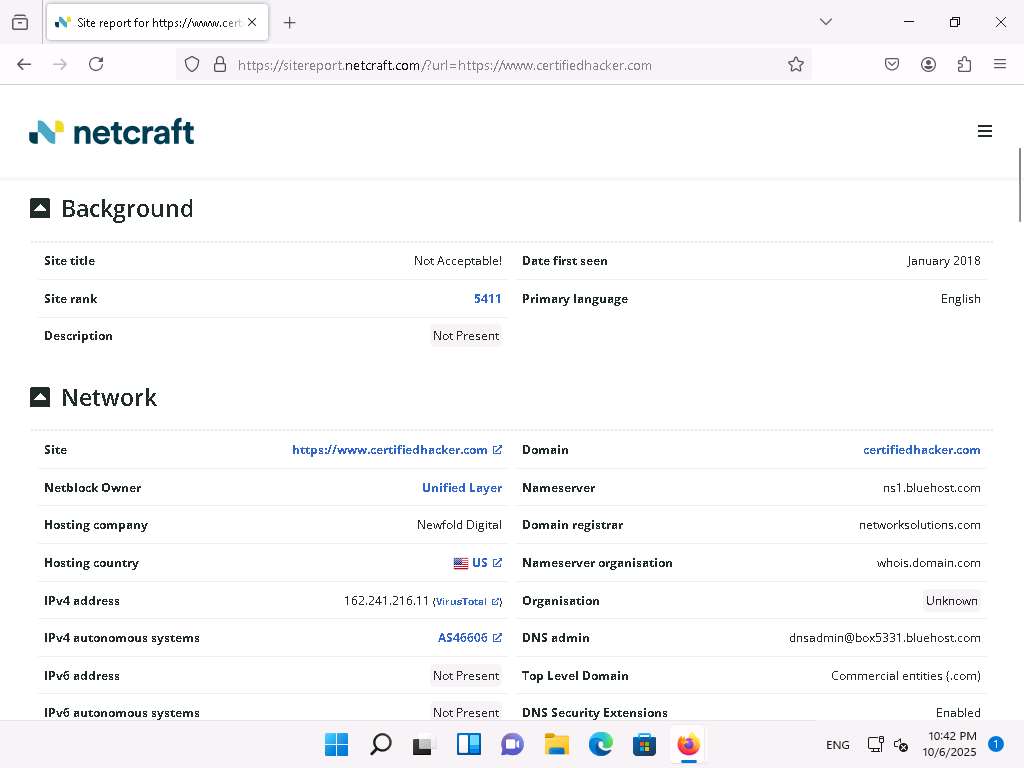 Site report for https://www.cert
https://sitereport.netcraft.com/?url=https://www.certifiedhacker.com
netcraft
Background
Site title Not Acceptable! Date first seen January 2018
Site rank 5411 Primary language English
Description Not Present
Network
Site https://www.certifiedhacker.com Domain certifiedhacker.com
Netblock Owner Unified Layer Nameserver ns1.bluehost.com
Hosting company Newfold Digital Domain registrar networksolutions.com
Hosting country US Nameserver organisation whois.domain.com
IPv4 address 162.241.216.11 (VirusTotal) Organisation Unknown
IPv4 autonomous systems AS46606 DNS admin dnsadmin@box5331.bluehost.com
IPv6 address Not Present Top Level Domain Commercial entities (.com)
IPv6 autonomous systems Not Present DNS Security Extensions Enabled
ENG 10:42 PM
10/6/2025 1